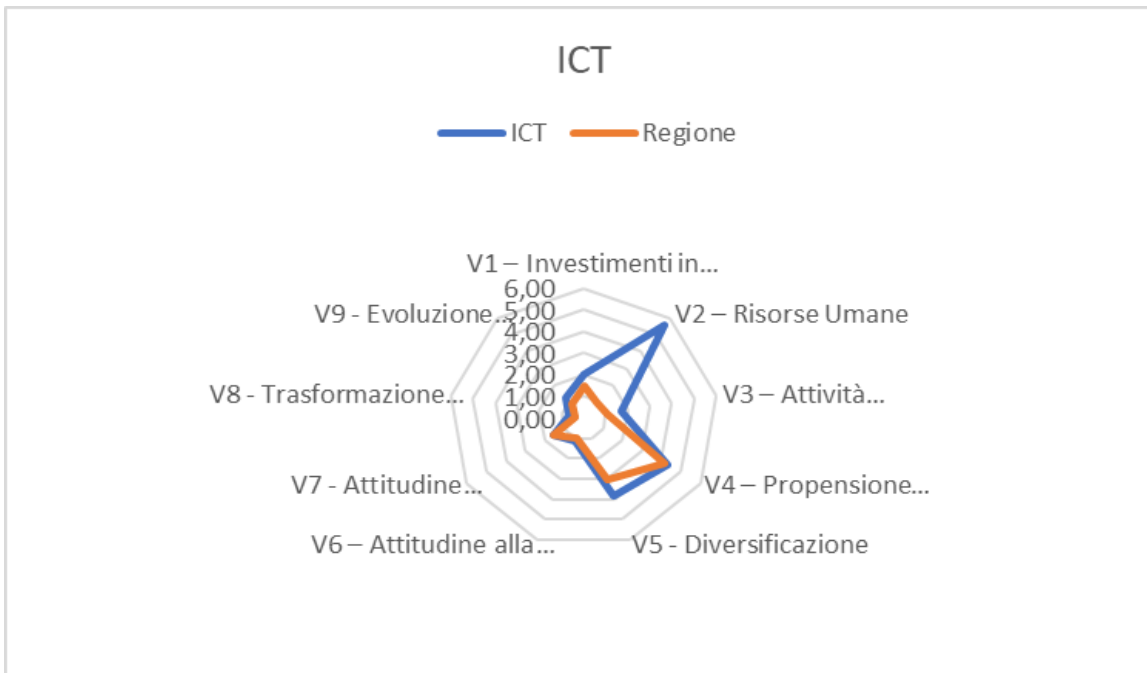 ICT
ICT Regione
V1 – Investimenti in...
V2 – Risorse Umane
V3 – Attività...
V4 – Propensione...
V5 - Diversificazione
V6 – Attitudine alla...
V7 - Attitudine...
V8 - Trasformazione...
V9 - Evoluzione...
6,00
5,00
4,00
3,00
2,00
1,00
0,00